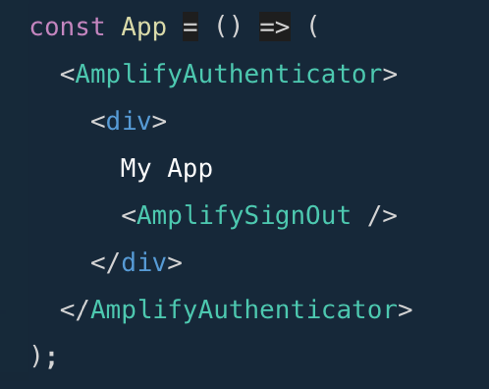 const App = () => (
<AmplifyAuthenticator>
<div>
My App
<AmplifySignOut />
</div>
</AmplifyAuthenticator>
);